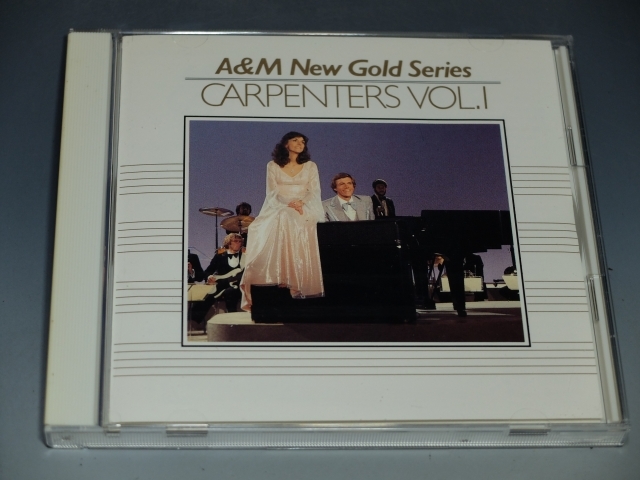 A&M New Gold Series
CARPENTERS VOL.1